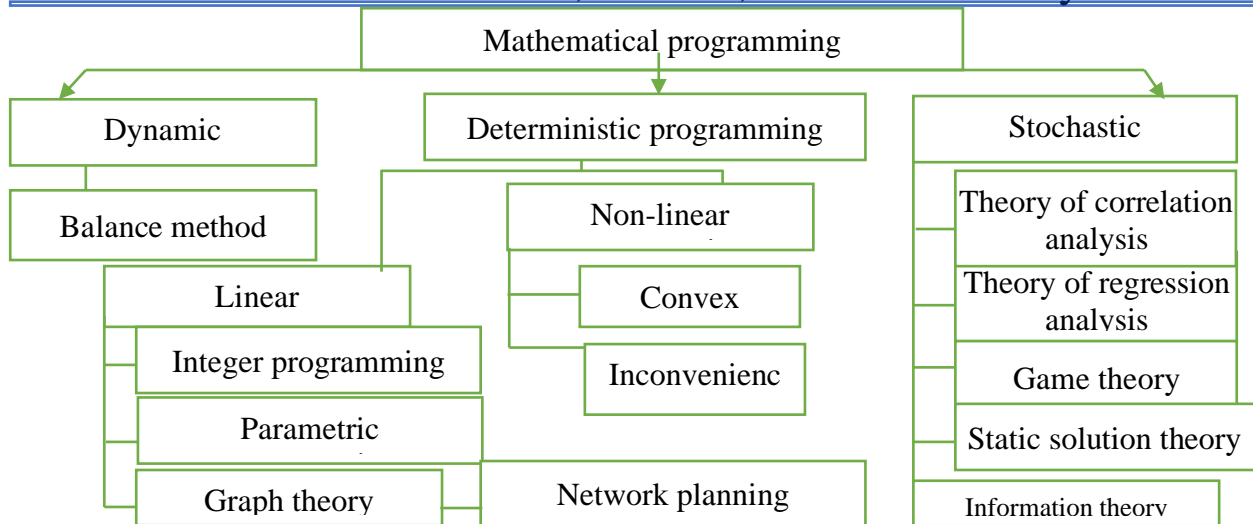 Mathematical programming
Dynamic
Deterministic programming
Stochastic
Balance method
Non-linear
Theory of correlation
analysis
Linear
Convex
Theory of regression
analysis
Integer programming
Inconvenienc
Game theory
Parametric
Static solution theory
Graph theory
Network planning
Information theory